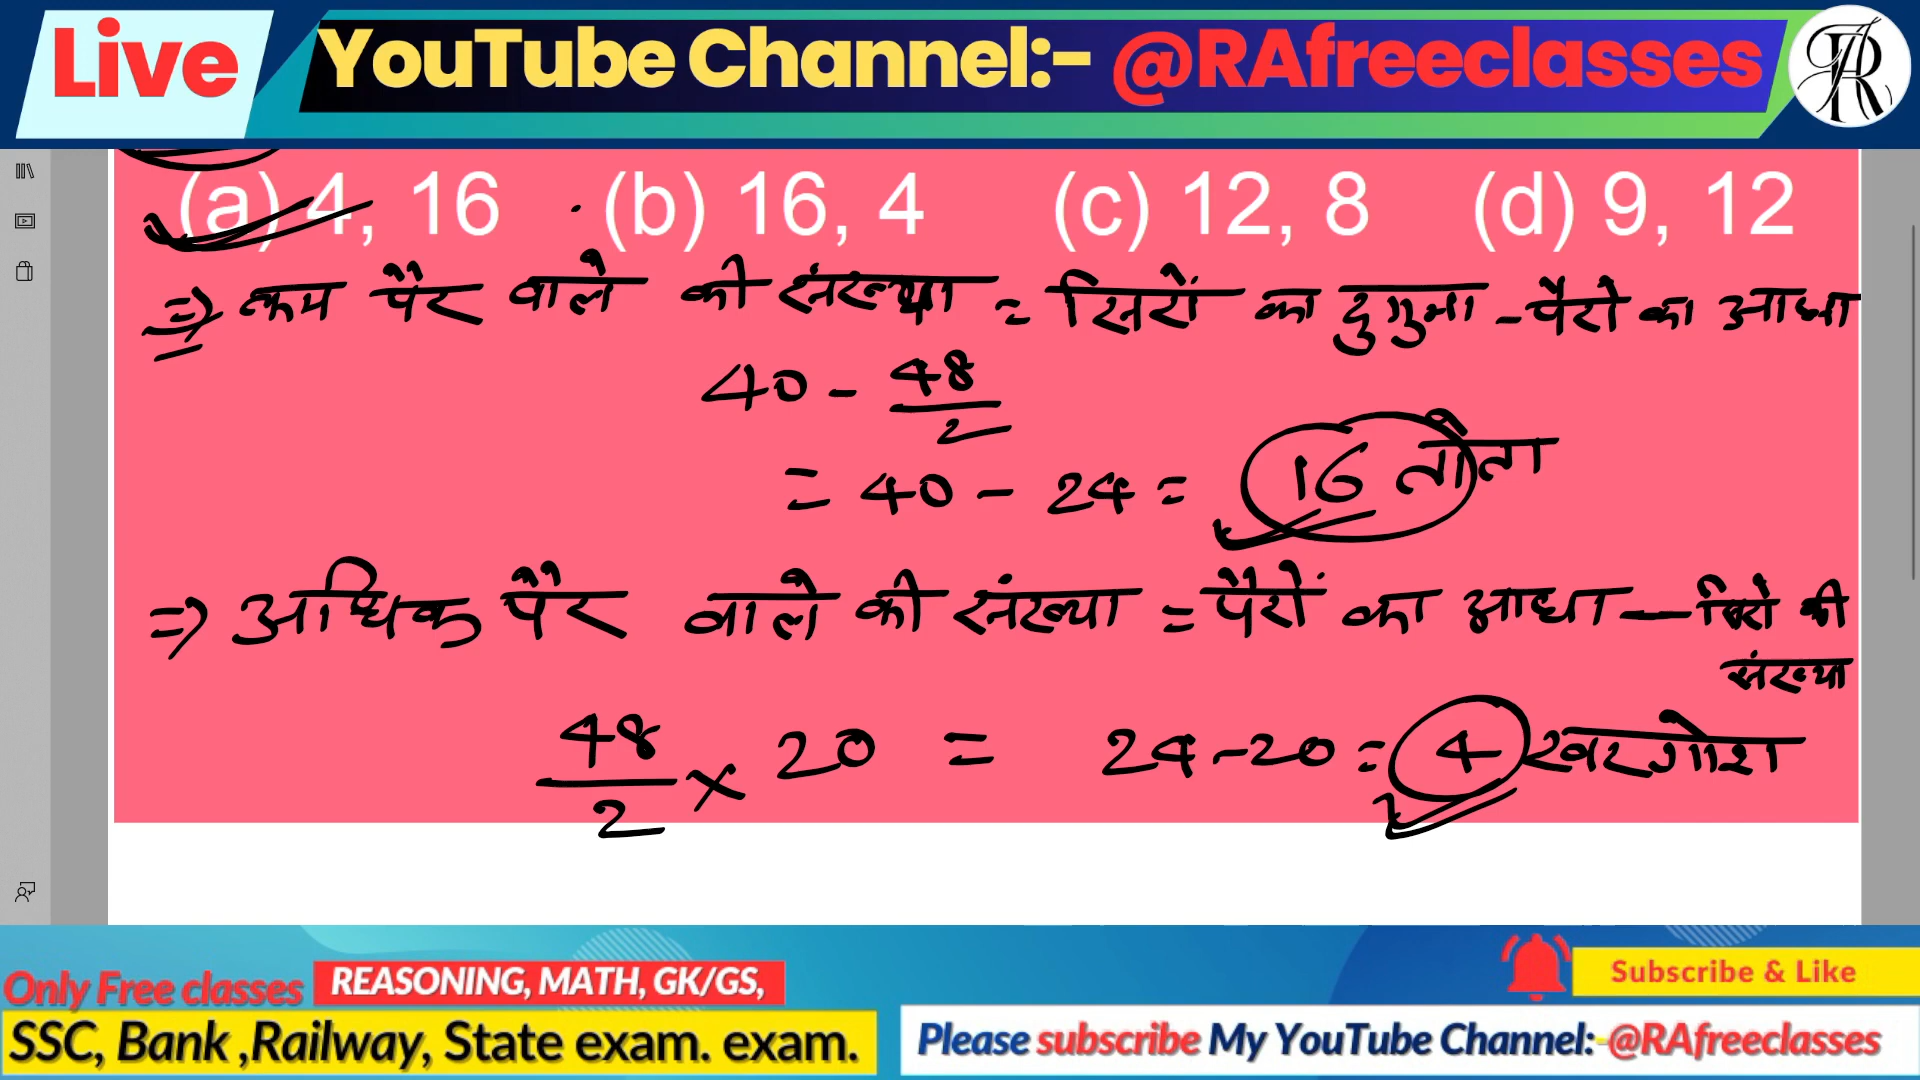 Live YouTube Channel:- @RAfreeclasses
(a) 4, 16 (b) 16, 4 (c) 12, 8 (d) 9, 12
=> कम पैर वाले की संख्या = सिरों का दुगुना - पैरो का आधा
40 - 48/2
= 40 - 24 = 16 तोता
=> अधिक पैर वाले की संख्या = पैरों का आधा - सिरो की
संख्या
48/2 × 20 = 24-20 = 4 खरगोश
Subscribe & Like
Only Free classes REASONING, MATH, GK/GS,
SSC, Bank ,Railway, State exam. exam.
Please subscribe My YouTube Channel:-@RAfreeclasses